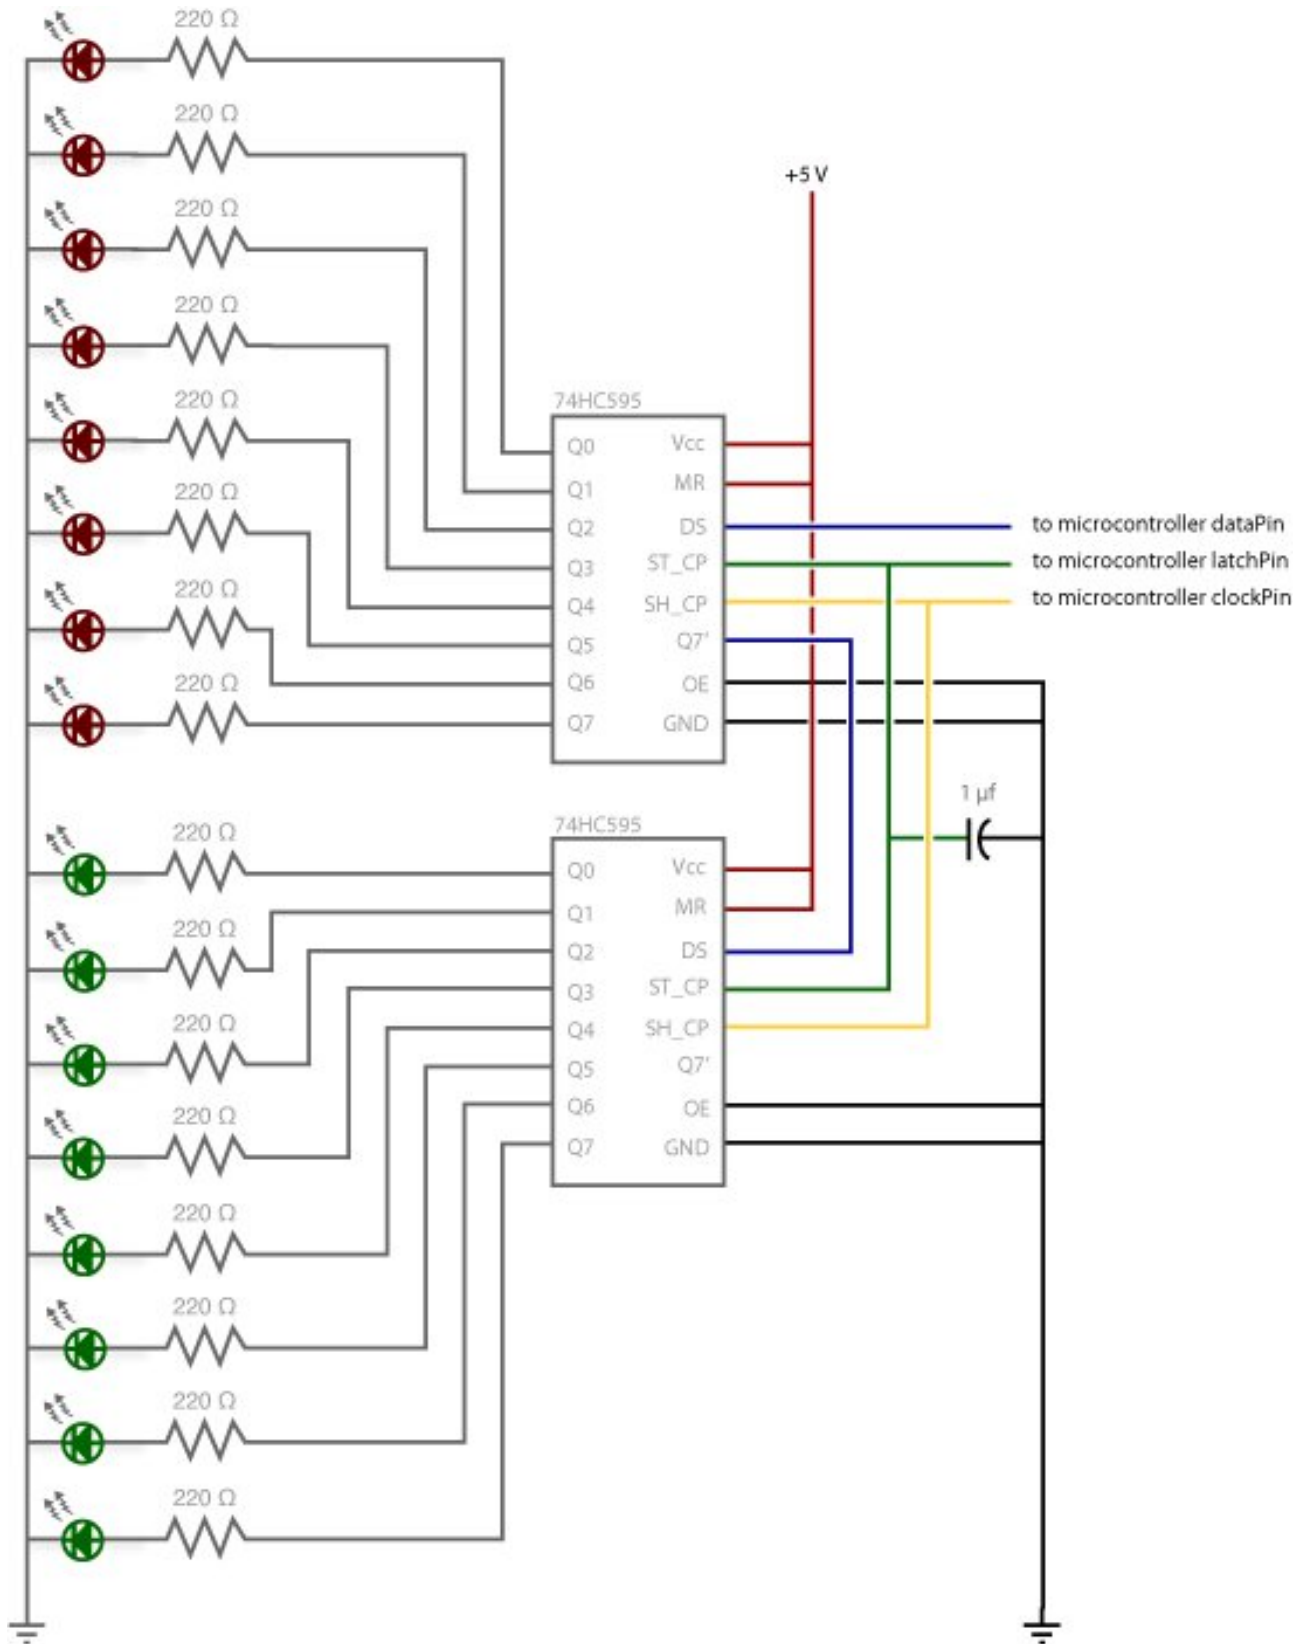 220 Ω
220 Ω
220 Ω
220 Ω
220 Ω
220 Ω
220 Ω
220 Ω
+5 V
74HC595
Q0 Vcc
Q1 MR
Q2 DS
Q3 ST_CP
Q4 SH_CP
Q5 Q7'
Q6 OE
Q7 GND
to microcontroller dataPin
to microcontroller latchPin
to microcontroller clockPin
1 µf
74HC595
Q0 Vcc
Q1 MR
Q2 DS
Q3 ST_CP
Q4 SH_CP
Q5 Q7'
Q6 OE
Q7 GND
220 Ω
220 Ω
220 Ω
220 Ω
220 Ω
220 Ω
220 Ω
220 Ω